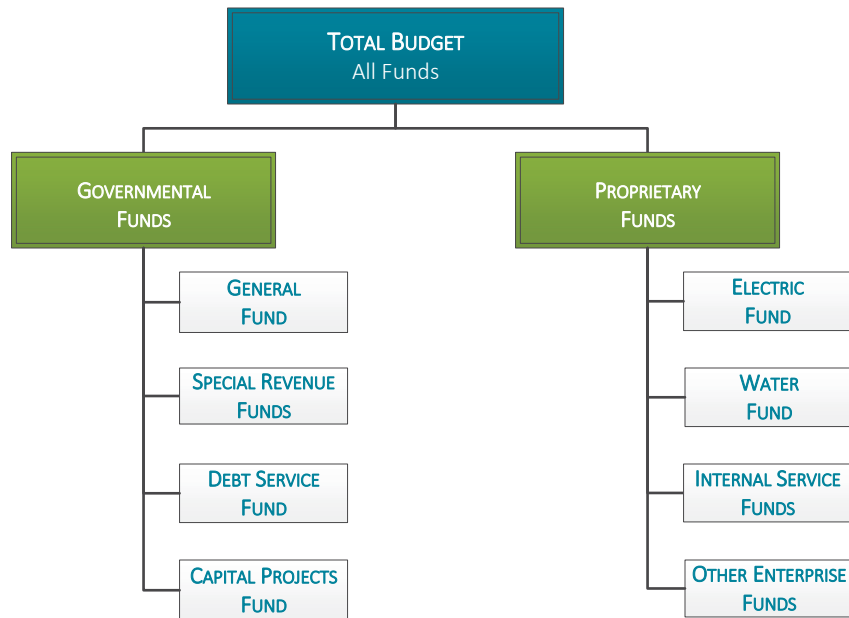 TOTAL BUDGET
All Funds
GOVERNMENTAL
FUNDS
GENERAL
FUND
SPECIAL REVENUE
FUNDS
DEBT SERVICE
FUND
CAPITAL PROJECTS
FUND
PROPRIETARY
FUNDS
ELECTRIC
FUND
WATER
FUND
INTERNAL SERVICE
FUNDS
OTHER ENTERPRISE
FUNDS